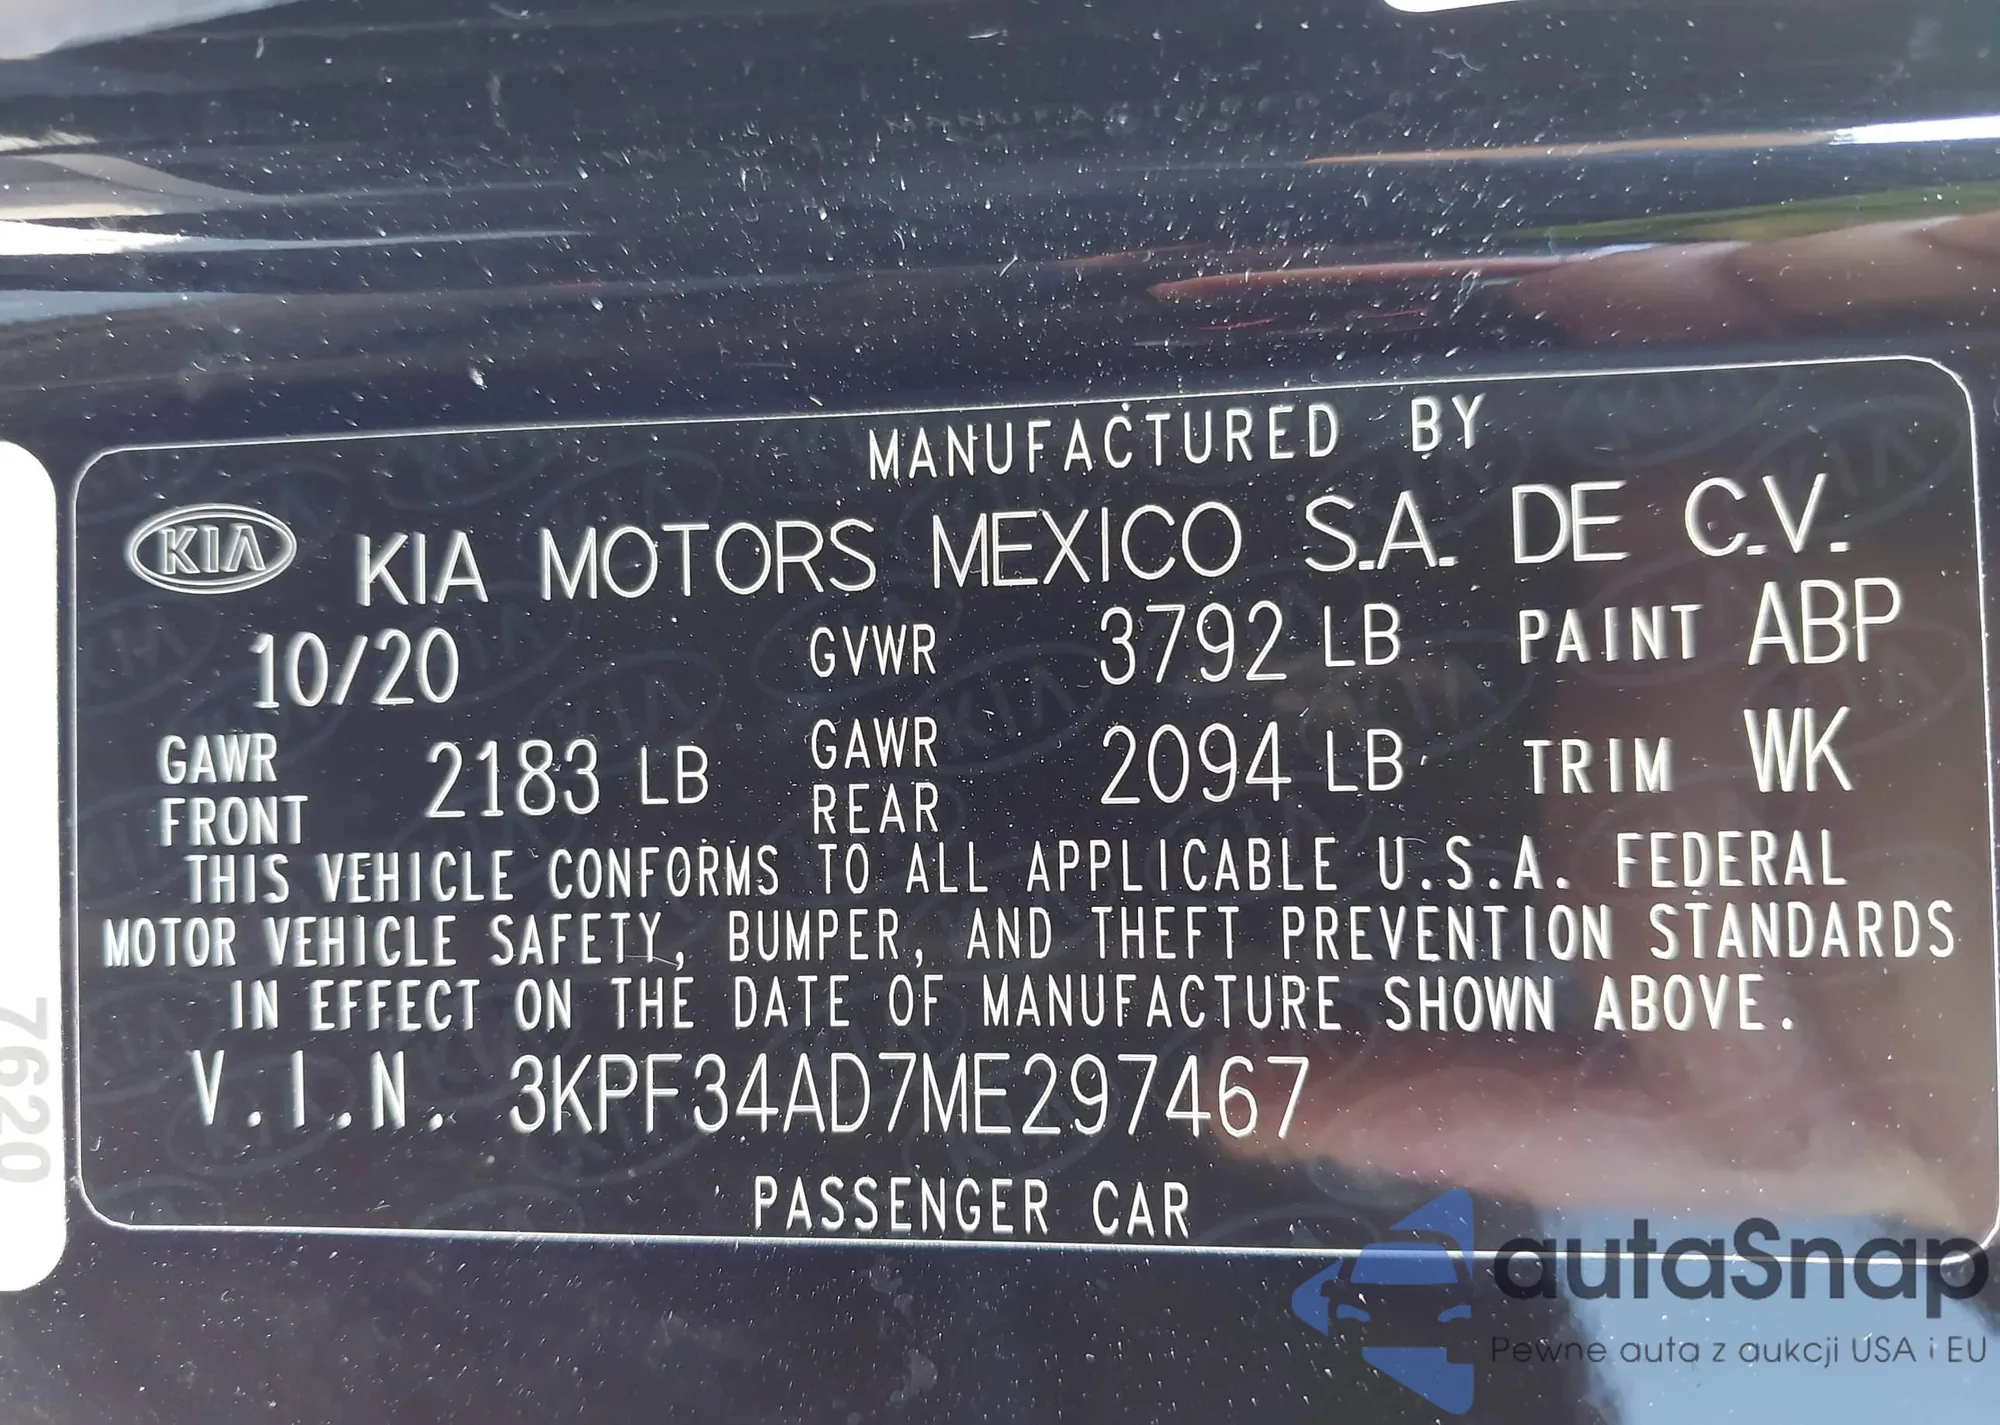 MANUFACTURED BY
KIA KIA MOTORS MEXICO S.A. DE C.V.
10/20 GVWR 3792 LB PAINT ABP
GAWR FRONT 2183 LB GAWR REAR 2094 LB TRIM WK
THIS VEHICLE CONFORMS TO ALL APPLICABLE U.S.A. FEDERAL
MOTOR VEHICLE SAFETY, BUMPER, AND THEFT PREVENTION STANDARDS
IN EFFECT ON THE DATE OF MANUFACTURE SHOWN ABOVE.
V.I.N. 3KPF34AD7ME297467
PASSENGER CAR
7620
autaSnap
Pewne auta z aukcji USA i EU